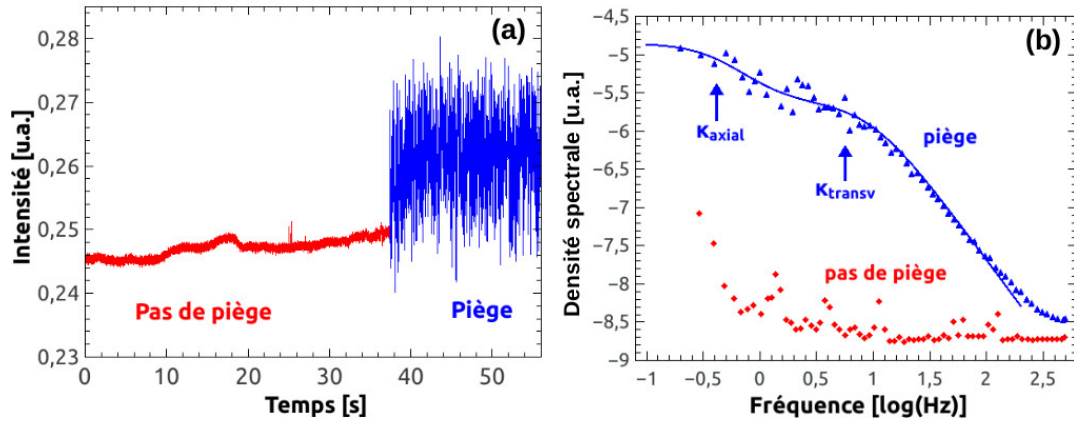 (a)
Intensité [u.a.]
0,28
0,27
0,26
0,25
0,24
0,23
Pas de piège
Piège
0 10 20 30 40 50
Temps [s]
(b)
Densité spectrale [u.a.]
−4,5
−5
−5,5
−6
−6,5
−7
−7,5
−8
−8,5
−9
Kaxial
Ktransv
piège
pas de piège
−1 −0,5 0 0,5 1 1,5 2 2,5
Fréquence [log(Hz)]